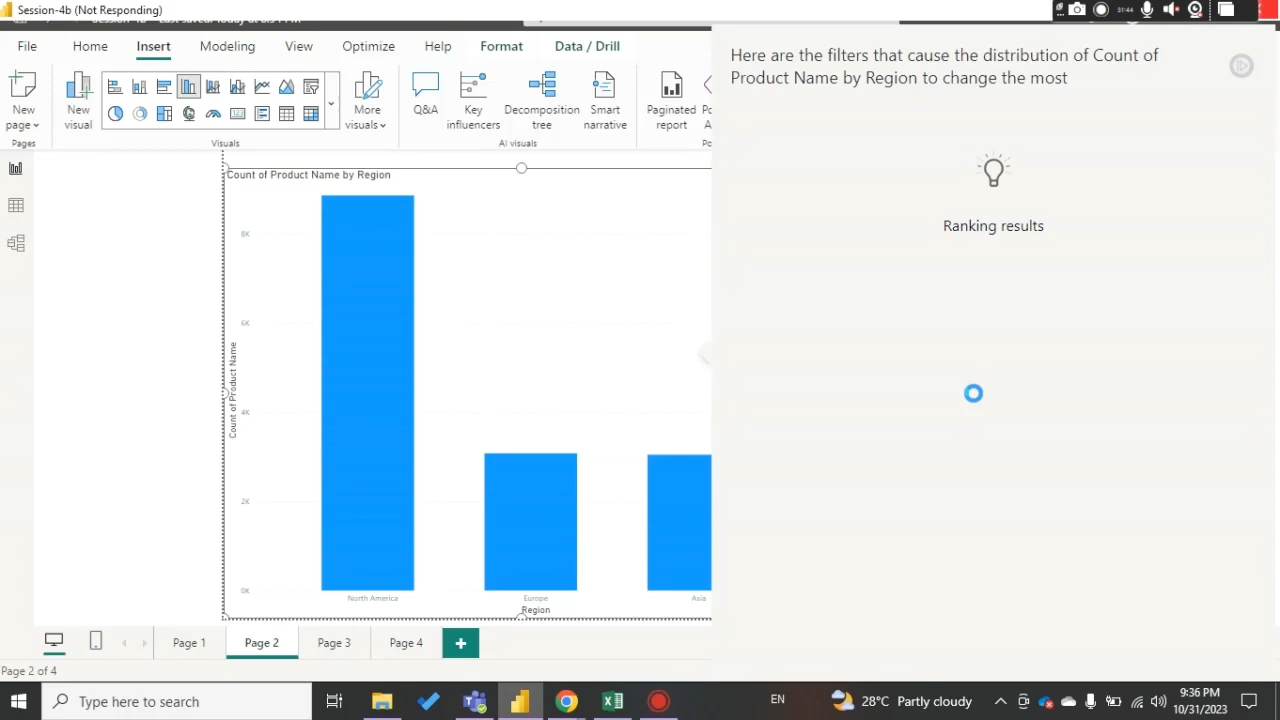 Session-4b (Not Responding)
31:44
File Home Insert Modeling View Optimize Help Format Data / Drill
New page
New visual
More visuals
Q&A
Key influencers
Decomposition tree
Smart narrative
Paginated report
Pages
Visuals
AI visuals
Here are the filters that cause the distribution of Count of
Product Name by Region to change the most
Ranking results
Count of Product Name by Region
8K
6K
4K
2K
0K
Count of Product Name
North America Europe Asia
Region
Page 1 Page 2 Page 3 Page 4 +
Page 2 of 4
Type here to search
EN
28°C Partly cloudy
9:36 PM
10/31/2023